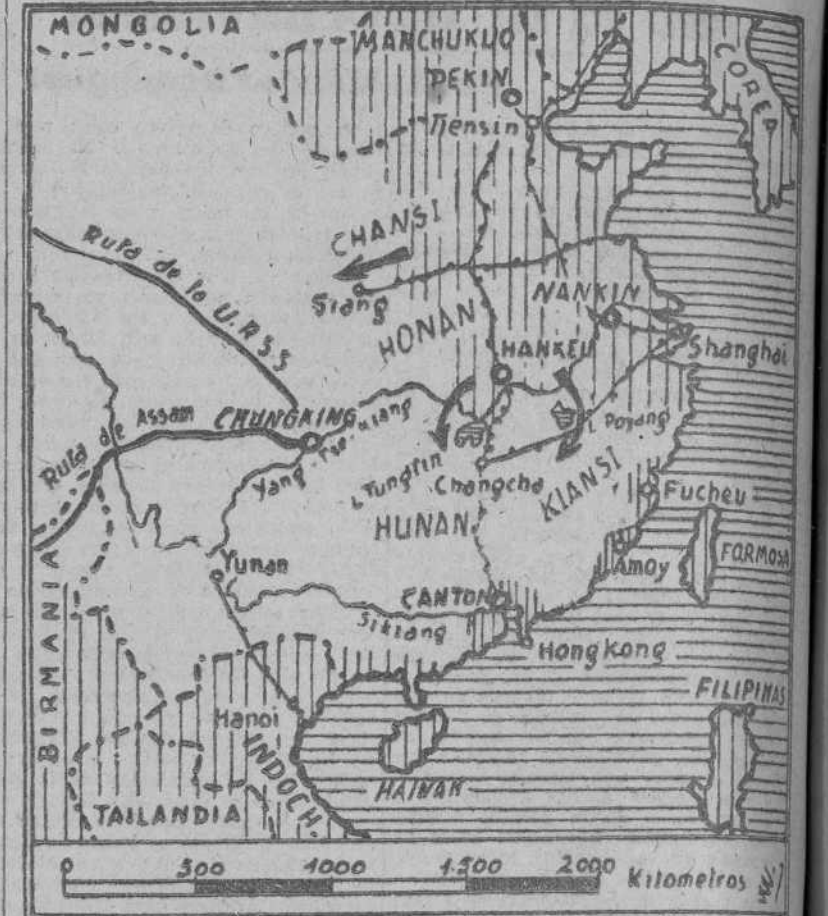 MONGOLIA
MANCHUKUO
PEKIN
COREA
Tiensin
CHANSI
Ruta de la U.R.S.S
Siang
NANKIN
HONAN
HANKEU
Shanghai
Ruta de Assam
CHUNGKING
Yang-Tse-Kiang
L. Poyang
L. Tungtin
Changcha
KIANSI
HUNAN
Fucheu
Yunan
Amoy
FORMOSA
CANTON
Sikiang
Hongkong
BIRMANIA
FILIPINAS
Hanoi
INDOCH.
HAINAN
TAILANDIA
0 500 1000 1.500 2000 Kilometros